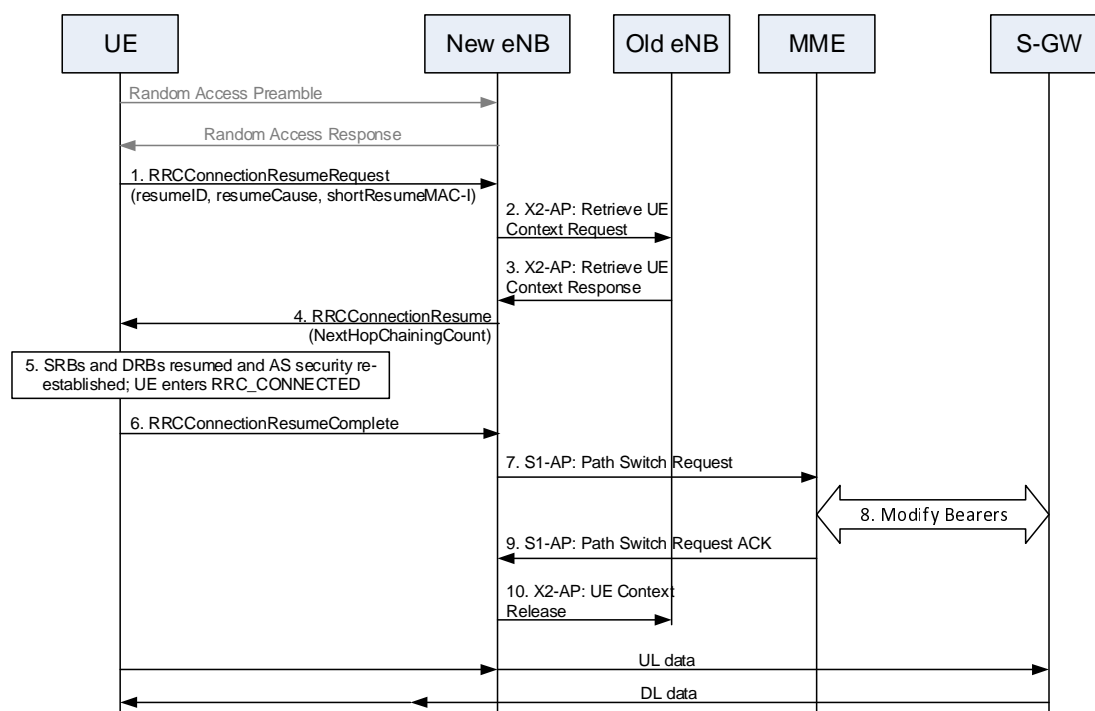 UE
New eNB
Old eNB
MME
S-GW
Random Access Preamble
Random Access Response
1. RRCConnectionResumeRequest
(resumeID, resumeCause, shortResumeMAC-I)
2. X2-AP: Retrieve UE
Context Request
3. X2-AP: Retrieve UE
Context Response
4. RRCConnectionResume
(NextHopChainingCount)
5. SRBs and DRBs resumed and AS security re-
established; UE enters RRC_CONNECTED
6. RRCConnectionResumeComplete
7. S1-AP: Path Switch Request
8. Modify Bearers
9. S1-AP: Path Switch Request ACK
10. X2-AP: UE Context
Release
UL data
DL data